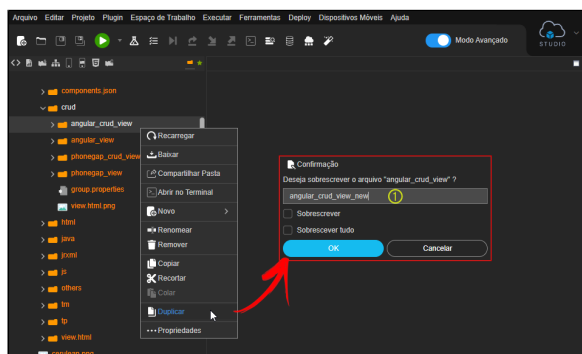 Arquivo Editar Projeto Plugin Espaço de Trabalho Executar Ferramentas Deploy Dispositivos Móveis Ajuda
Modo Avançado
STUDIO
components.json
crud
angular_crud_view
angular_view
phonegap_crud_view
phonegap_view
group.properties
view.html.png
html
java
jrxml
js
others
tm
tp
view.html
cerulean.png
Recarregar
Baixar
Compartilhar Pasta
Abrir no Terminal
Novo
Renomear
Remover
Copiar
Recortar
Colar
Duplicar
Propriedades
Confirmação
Deseja sobrescrever o arquivo "angular_crud_view" ?
angular_crud_view_new 1
Sobrescrever
Sobrescever tudo
OK Cancelar